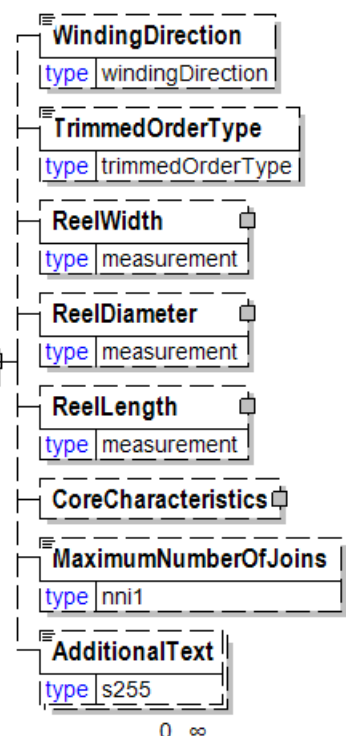 WindingDirection
type windingDirection
TrimmedOrderType
type trimmedOrderType
ReelWidth
type measurement
ReelDiameter
type measurement
ReelLength
type measurement
CoreCharacteristics
MaximumNumberOfJoins
type nni1
AdditionalText
type s255
0 ∞